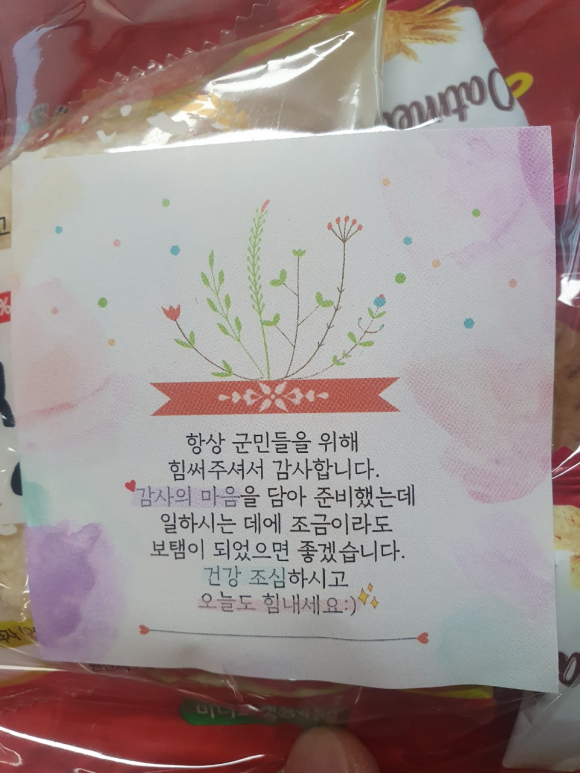 Oatme
항상 군민들을 위해
힘써주셔서 감사합니다.
감사의 마음을 담아 준비했는데
일하시는 데에 조금이라도
보탬이 되었으면 좋겠습니다.
건강 조심하시고
오늘도 힘내세요:)